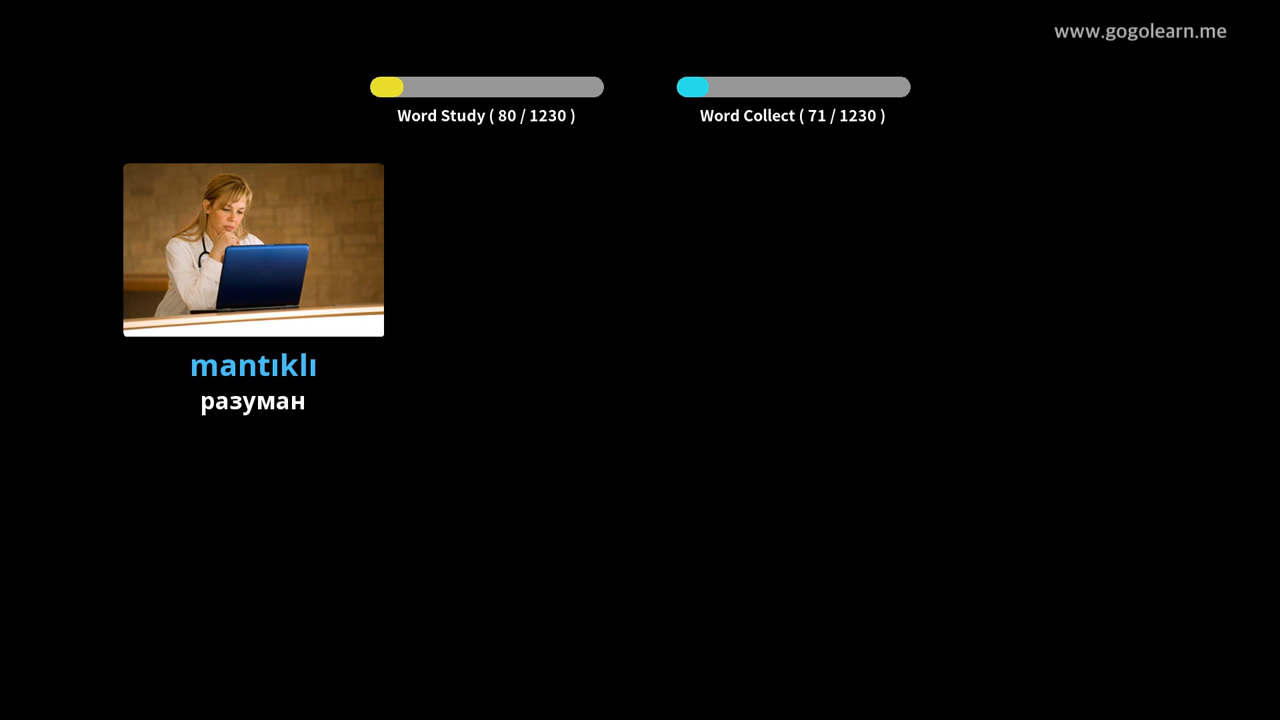 www.gogolearn.me
Word Study ( 80 / 1230 )
Word Collect ( 71 / 1230 )
mantıklı
разуман